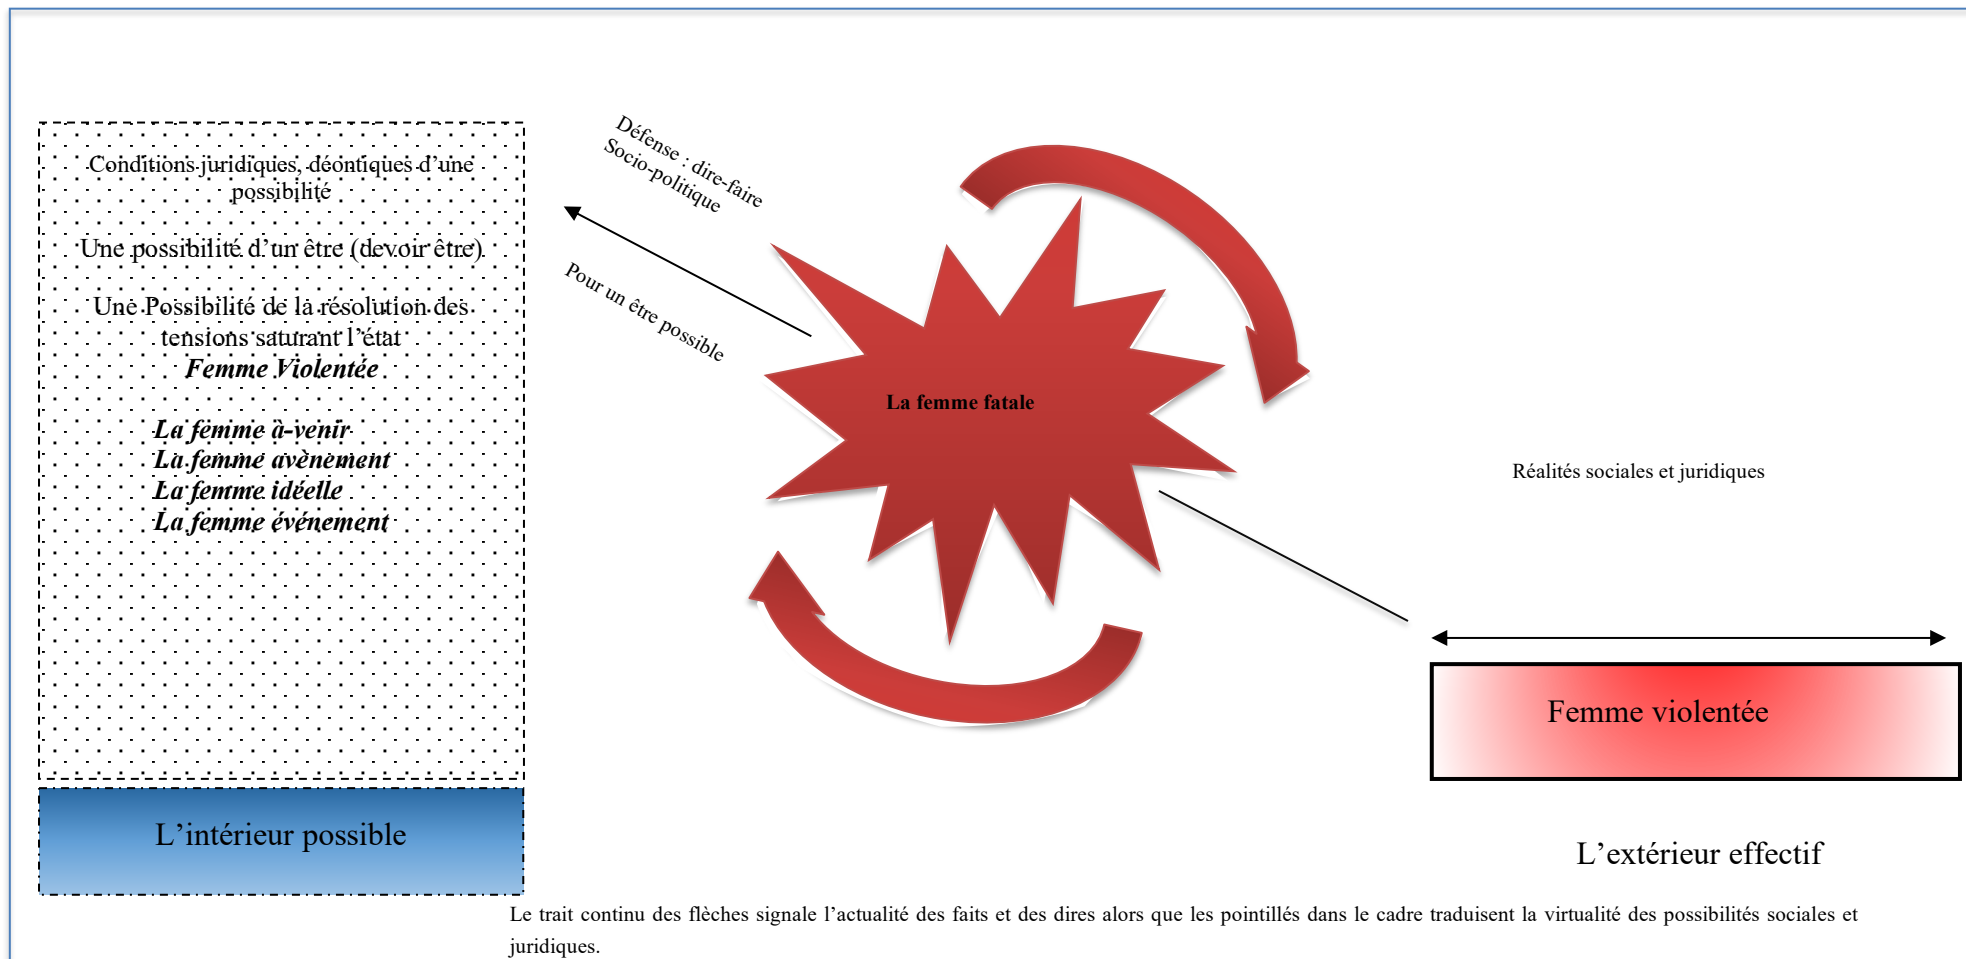 Conditions juridiques, déontiques d’une
possibilité
Une possibilité d’un être (devoir être)
Une Possibilité de la résolution des
tensions saturant l’état
Femme Violentée
La femme à-venir
La femme avènement
La femme idéelle
La femme événement
L’intérieur possible
Défense : dire-faire
Socio-politique
Pour un être possible
La femme fatale
Réalités sociales et juridiques
Femme violentée
L’extérieur effectif
Le trait continu des flèches signale l’actualité des faits et des dires alors que les pointillés dans le cadre traduisent la virtualité des possibilités sociales et
juridiques.